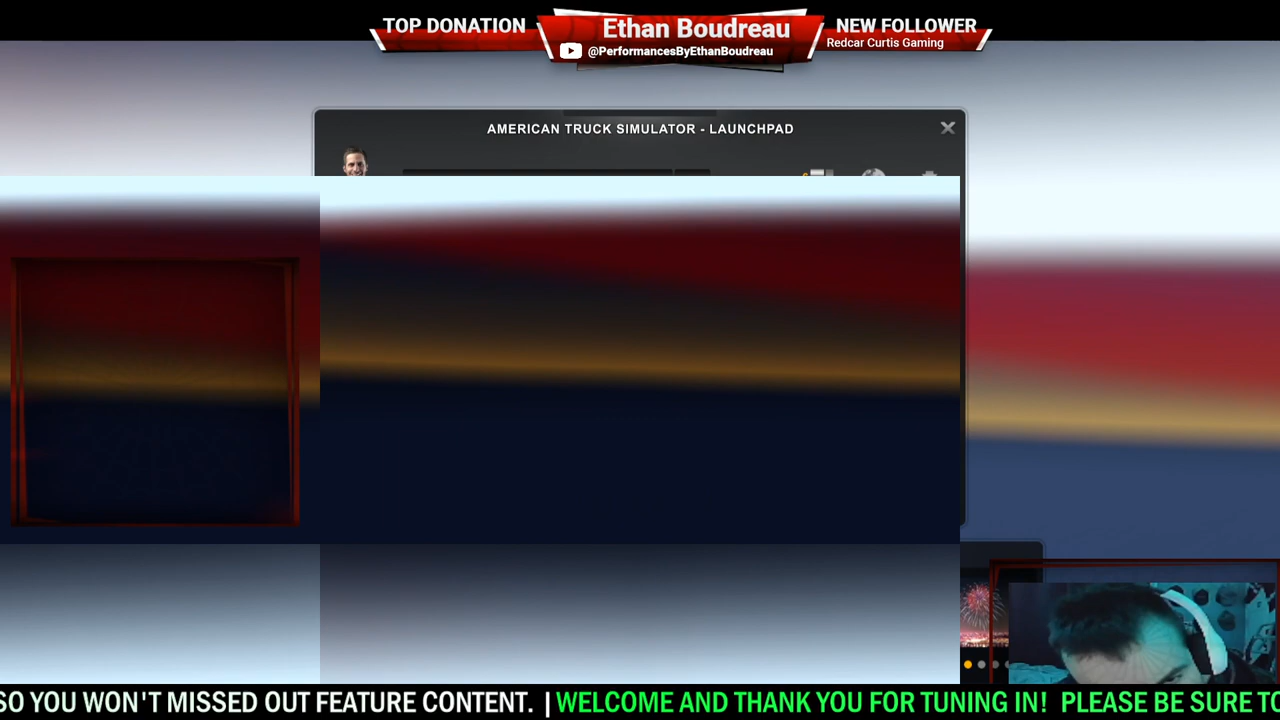 TOP DONATION
Ethan Boudreau
@PerformancesByEthanBoudreau
NEW FOLLOWER
Redcar Curtis Gaming
AMERICAN TRUCK SIMULATOR - LAUNCHPAD
SO YOU WON'T MISSED OUT FEATURE CONTENT. | WELCOME AND THANK YOU FOR TUNING IN! PLEASE BE SURE TO